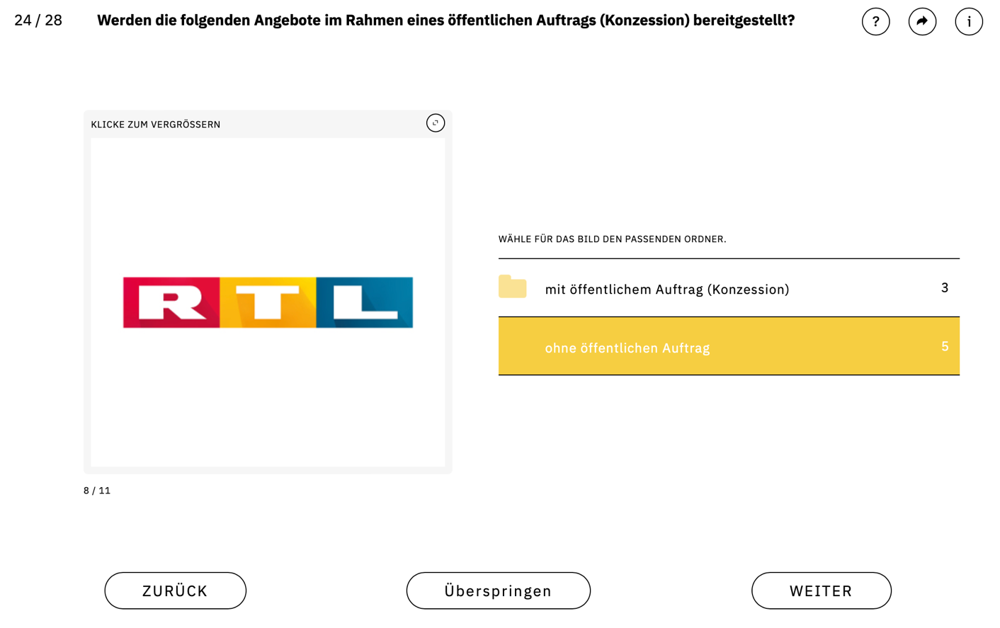 24 / 28
Werden die folgenden Angebote im Rahmen eines öffentlichen Auftrags (Konzession) bereitgestellt?
?
i
KLICKE ZUM VERGRÖSSERN
RTL
8 / 11
WÄHLE FÜR DAS BILD DEN PASSENDEN ORDNER.
mit öffentlichem Auftrag (Konzession) 3
ohne öffentlichen Auftrag 5
ZURÜCK
Überspringen
WEITER